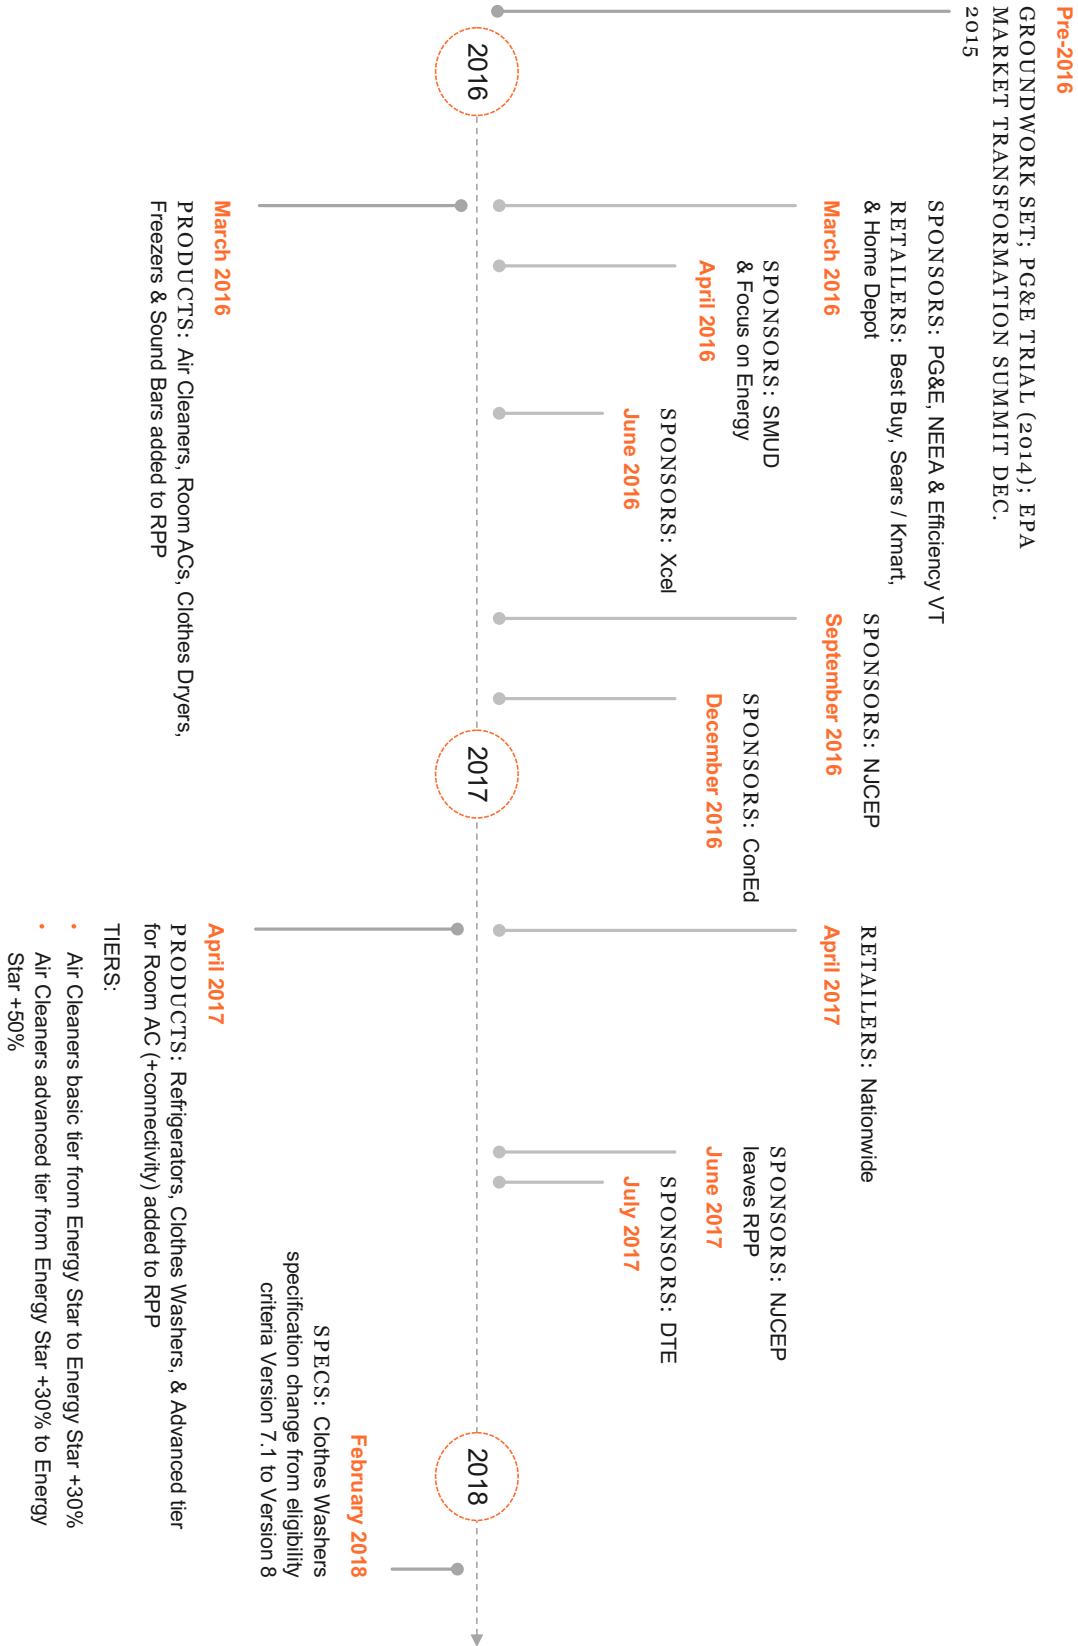 Pre-2016
GROUNDWORK SET; PG&E TRIAL (2014); EPA
MARKET TRANSFORMATION SUMMIT DEC.
2015
SPONSORS: PG&E, NEEA & Efficiency VT
RETAILERS: Best Buy, Sears / Kmart,
& Home Depot
March 2016
SPONSORS: SMUD
& Focus on Energy
April 2016
SPONSORS: Xcel
June 2016
SPONSORS: NJCEP
September 2016
SPONSORS: ConEd
December 2016
RETAILERS: Nationwide
April 2017
SPONSORS: NJCEP
leaves RPP
June 2017
SPONSORS: DTE
July 2017
2016
2017
2018
March 2016
PRODUCTS: Air Cleaners, Room ACs, Clothes Dryers,
Freezers & Sound Bars added to RPP
April 2017
PRODUCTS: Refrigerators, Clothes Washers, & Advanced tier
for Room AC (+connectivity) added to RPP
TIERS:
• Air Cleaners basic tier from Energy Star to Energy Star +30%
• Air Cleaners advanced tier from Energy Star +30% to Energy
Star +50%
February 2018
SPECS: Clothes Washers
specification change from eligibility
criteria Version 7.1 to Version 8